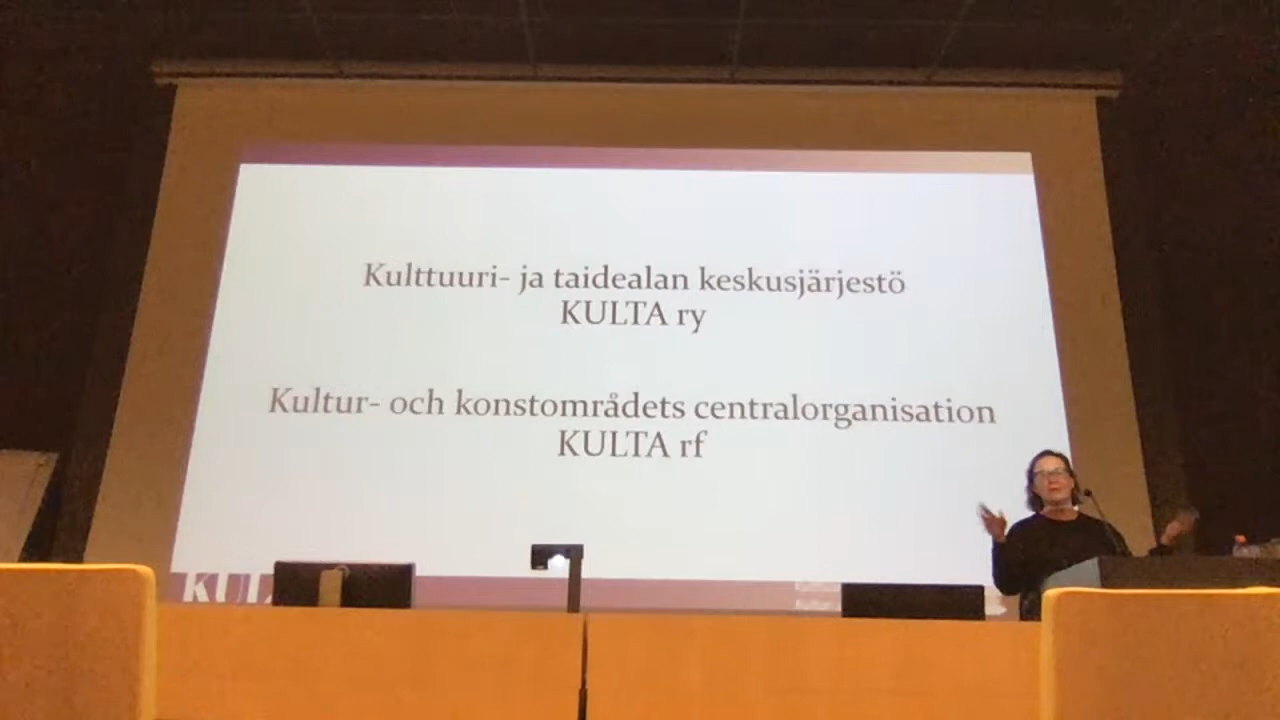 Kulttuuri- ja taidealan keskusjärjestö
KULTA ry
Kultur- och konstområdets centralorganisation
KULTA rf